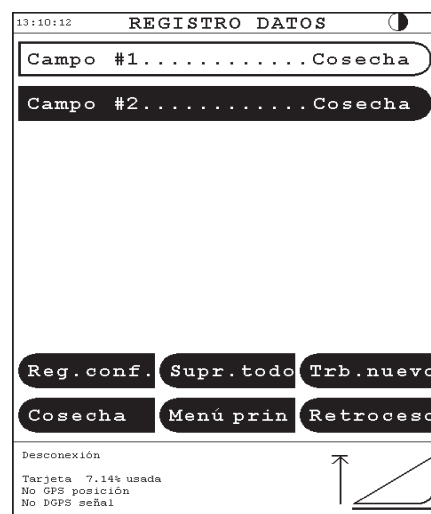 13:10:12 REGISTRO DATOS
Campo #1............Cosecha
Campo #2............Cosecha
Reg.conf. Supr.todo Trb.nuevo
Cosecha Menú prin Retroceso
Desconexión
Tarjeta 7.14% usada
No GPS posición
No DGPS señal